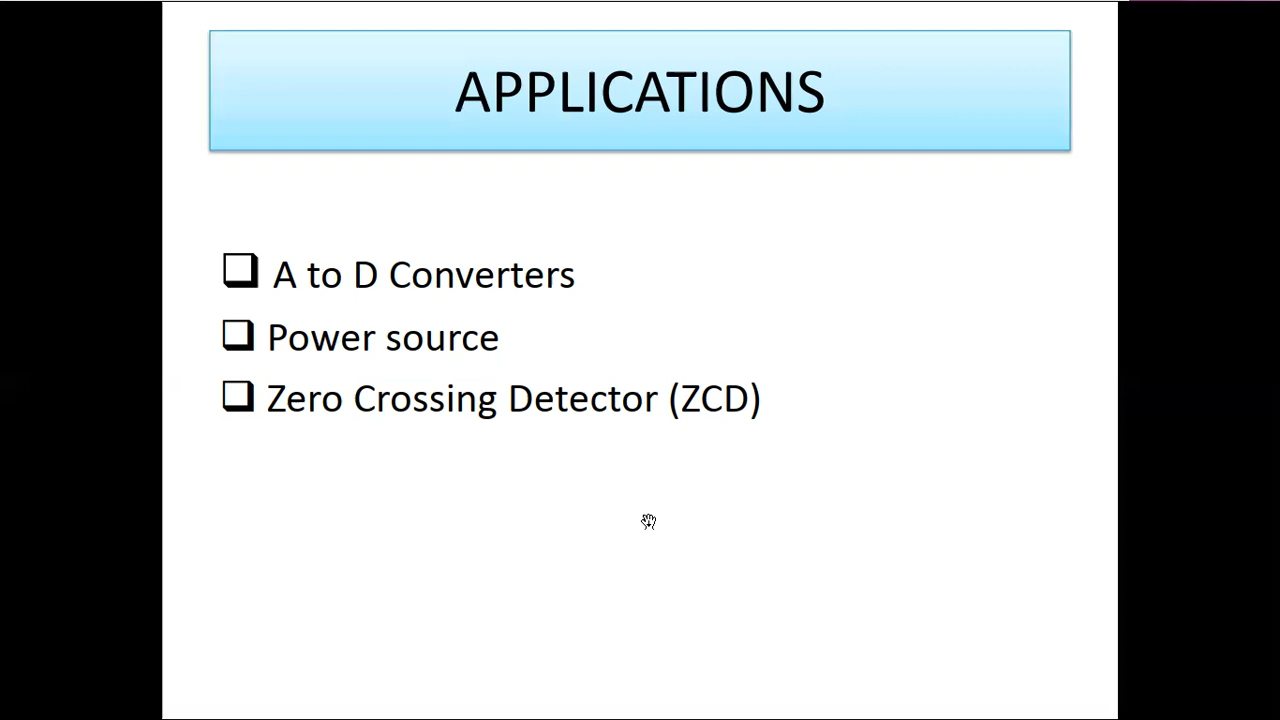 APPLICATIONS
A to D Converters
Power source
Zero Crossing Detector (ZCD)